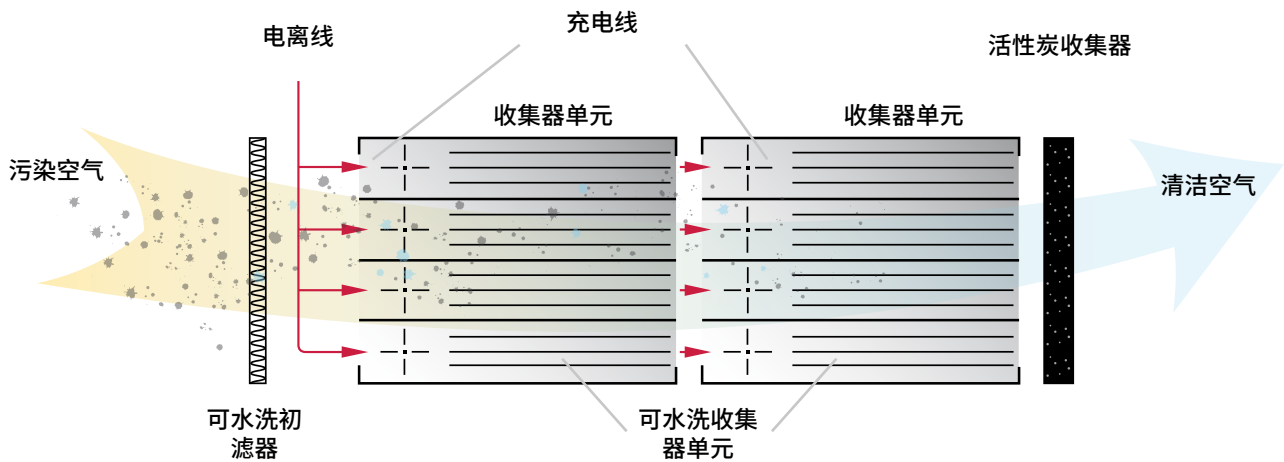 充电线
电离线
活性炭收集器
收集器单元
收集器单元
污染空气
清洁空气
可水洗初
滤器
可水洗收集
器单元